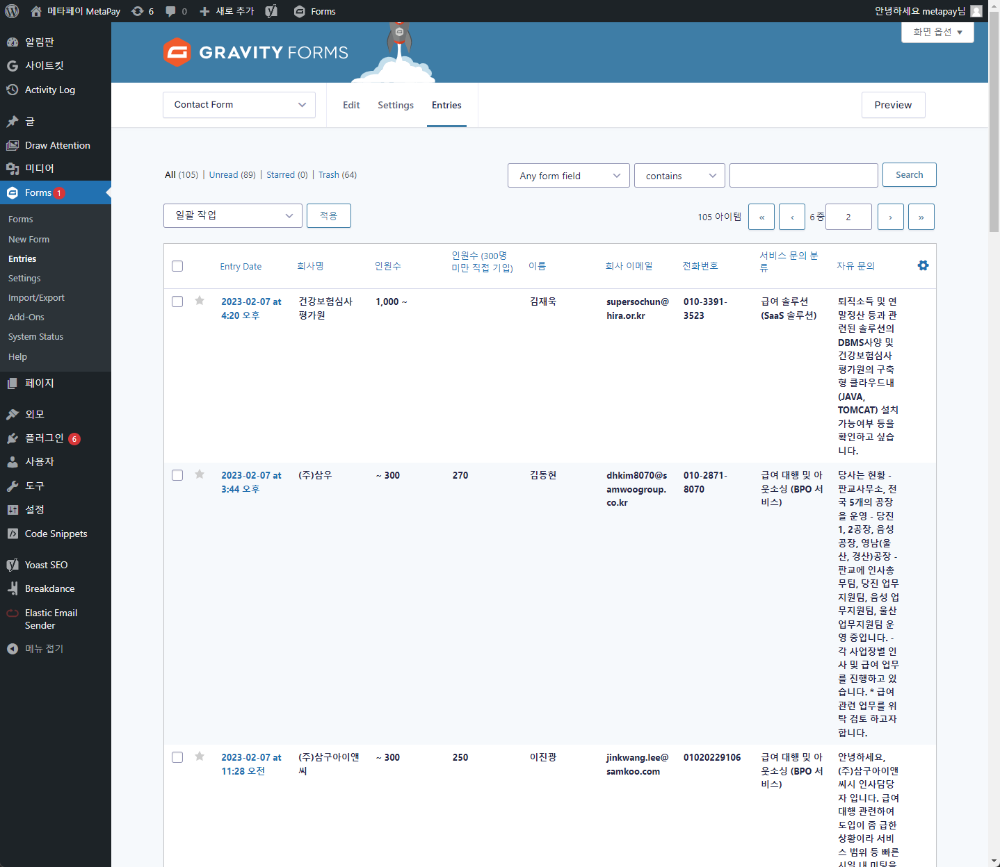 메타페이 MetaPay 6 0 새로 추가 Forms 안녕하세요 metapay님
화면 옵션 ▼
GRAVITY FORMS
알림판
사이트킷
Activity Log
글
Draw Attention
미디어
Forms 1
Forms
New Form
Entries
Settings
Import/Export
Add-Ons
System Status
Help
페이지
외모
플러그인 6
사용자
도구
설정
Code Snippets
Yoast SEO
Breakdance
Elastic Email
Sender
메뉴 접기
Contact Form Edit Settings Entries Preview
All (105) | Unread (89) | Starred (0) | Trash (64) Any form field contains Search
일괄 작업 적용 105 아이템 « ‹ 6 중 2 › »
Entry Date
회사명
인원수
인원수 (300명
미만 직접 기입)
이름
회사 이메일
전화번호
서비스 문의 분
류
자유 문의
2023-02-07 at
4:20 오후
건강보험심사
평가원
1,000 ~
김재욱
supersochun@
hira.or.kr
010-3391-
3523
급여 솔루션
(SaaS 솔루션)
퇴직소득 및 연
말정산 등과 관
련된 솔루션의
DBMS사양 및
건강보험심사
평가원의 구축
형 클라우드내
(JAVA,
TOMCAT) 설치
가능여부 등을
확인하고 싶습
니다.
2023-02-07 at
3:44 오후
(주)삼우
~ 300
270
김동현
dhkim8070@s
amwoogroup.
co.kr
010-2871-
8070
급여 대행 및 아
웃소싱 (BPO 서
비스)
당사는 현황 -
판교사무소, 전
국 5개의 공장
을 운영 - 당진
1, 2공장, 음성
공장, 영남(울
산, 경산)공장 -
판교에 인사총
무팀, 당진 업무
지원팀, 음성 업
무지원팀, 울산
업무지원팀 운
영 중입니다. -
각 사업장별 인
사 및 급여 업무
를 진행하고 있
습니다. * 급여
관련 업무를 위
탁 검토 하고자
합니다.
2023-02-07 at
11:28 오전
(주)삼구아이앤
씨
~ 300
250
이진광
jinkwang.lee@
samkoo.com
01020229106
급여 대행 및 아
웃소싱 (BPO 서
비스)
안녕하세요,
(주)삼구아이앤
씨시 인사담당
자 입니다. 급여
대행 관련하여
도입이 좀 급한
상황이라 서비
스 범위 등 빠른
시일 내 미팅을